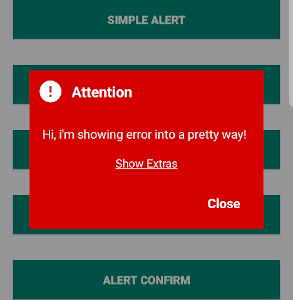 SIMPLE ALERT
Attention
Hi, i'm showing error into a pretty way!
Show Extras
Close
ALERT CONFIRM